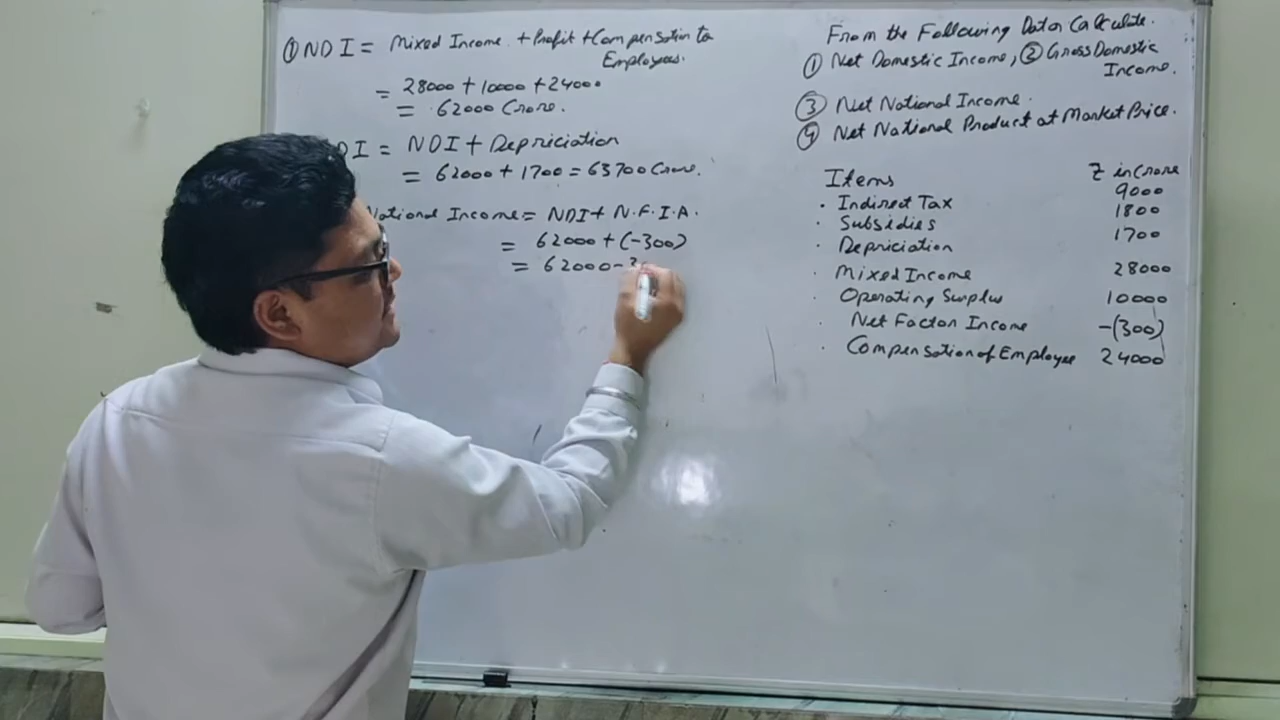 ① NDI = Mixed Income + Profit + Compensation to
Employees.
= 28000 + 10000 + 24000
= 62000 Crore.
DI = NDI + Depriciation
= 62000 + 1700 = 63700 Crore.
National Income = NDI + N.F.I.A.
= 62000 + (-300)
= 62000 - 3
From the Following Data Calculate.
① Net Domestic Income, ② Gross Domestic
Income.
③ Net National Income.
④ Net National Product at Market Price.
Items ₹ in Crore
· Indirect Tax 9000
· Subsidies 1800
· Depriciation 1700
· Mixed Income 28000
· Operating Surplus 10000
· Net Factor Income -(300)
· Compensation of Employee 24000